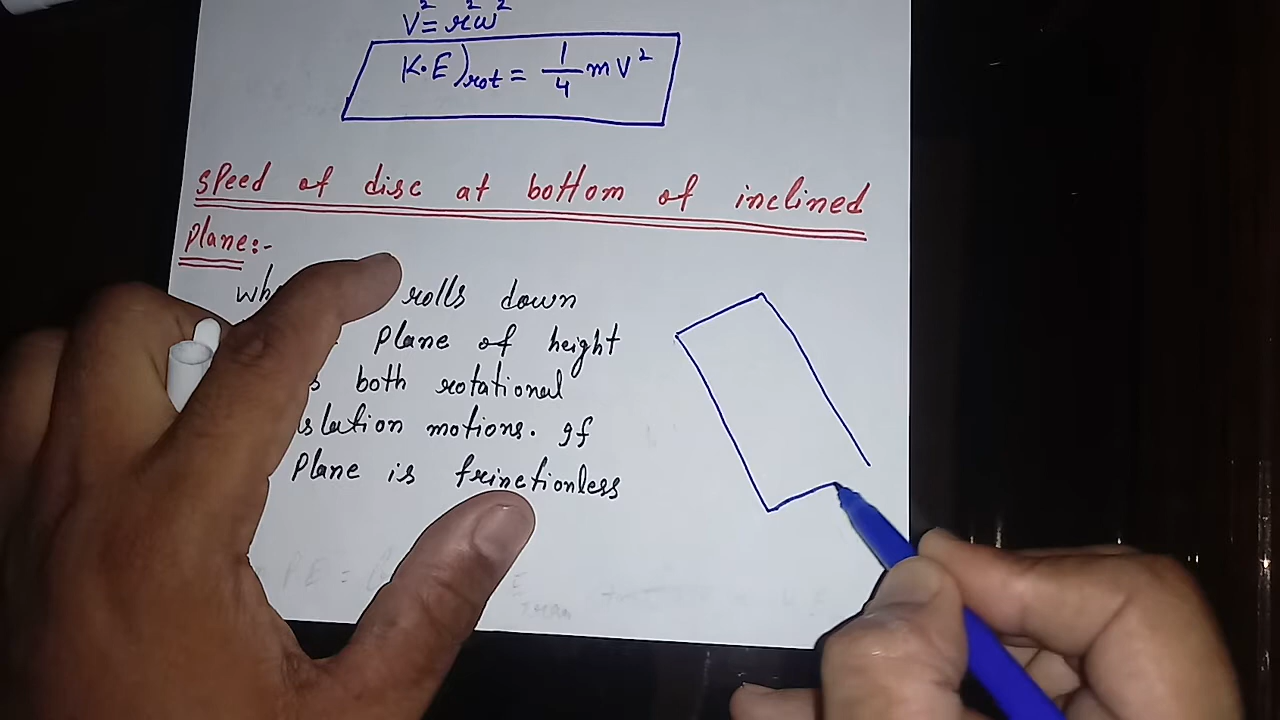 V² = r²ω²
K.E)rot = 1/4 mV²
speed of disc at bottom of inclined
plane:-
rolls down
plane of height
both rotational
motions. If
plane is frinctionless